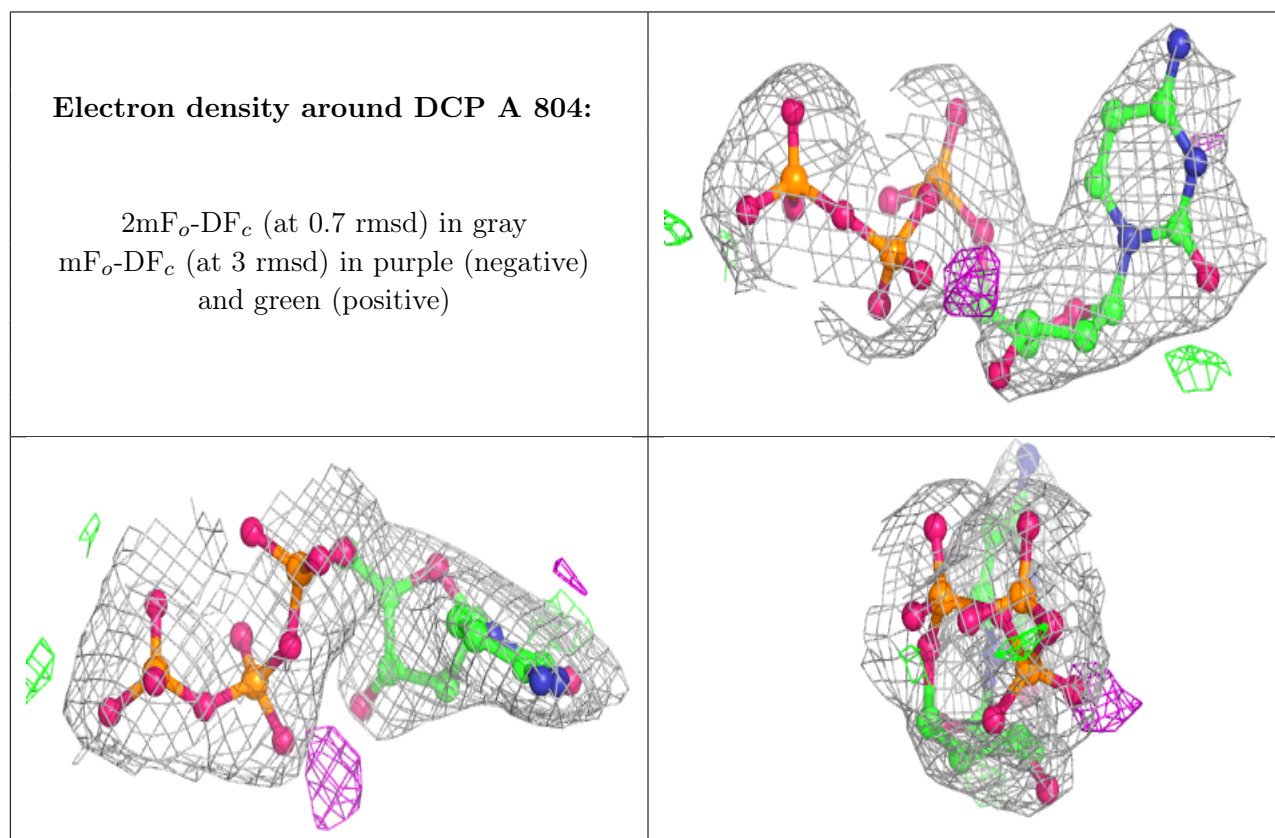 Electron density around DCP A 804:
2mFo-DFc (at 0.7 rmsd) in gray
mFo-DFc (at 3 rmsd) in purple (negative)
and green (positive)